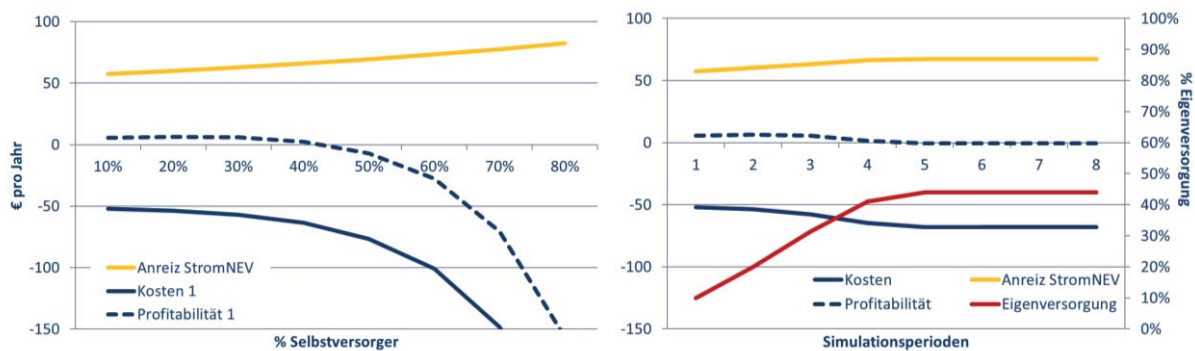 100
50
0
-50
-100
-150
€ pro Jahr
10% 20% 30% 40% 50% 60% 70% 80%
Anreiz StromNEV
Kosten 1
Profitabilität 1
% Selbstversorger
100
50
0
-50
-100
-150
1 2 3 4 5 6 7 8
Kosten Anreiz StromNEV
Profitabilität Eigenversorgung
Simulationsperioden
100%
90%
80%
70%
60%
50%
40%
30%
20%
10%
0%
% Eigenversorgung